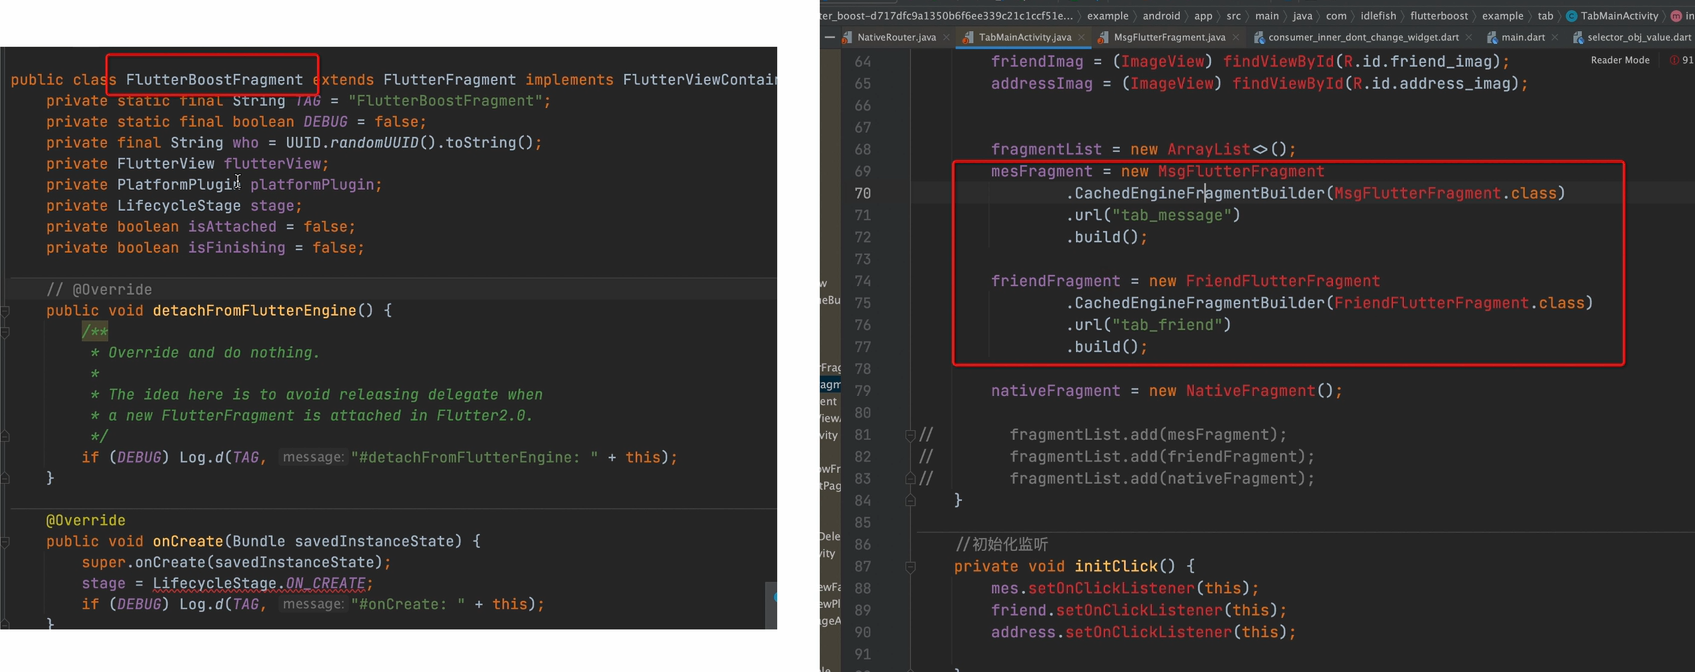 public class FlutterBoostFragment extends FlutterFragment implements FlutterViewContain
private static final String TAG = "FlutterBoostFragment";
private static final boolean DEBUG = false;
private final String who = UUID.randomUUID().toString();
private FlutterView flutterView;
private PlatformPlugin platformPlugin;
private LifecycleStage stage;
private boolean isAttached = false;
private boolean isFinishing = false;
// @Override
public void detachFromFlutterEngine() {
/**
* Override and do nothing.
*
* The idea here is to avoid releasing delegate when
* a new FlutterFragment is attached in Flutter2.0.
*/
if (DEBUG) Log.d(TAG, message: "#detachFromFlutterEngine: " + this);
}
@Override
public void onCreate(Bundle savedInstanceState) {
super.onCreate(savedInstanceState);
stage = LifecycleStage.ON_CREATE;
if (DEBUG) Log.d(TAG, message: "#onCreate: " + this);
}
ter_boost-d717dfc9a1350b6f6ee339c21c1ccf51e... example android app src main java com idlefish flutterboost example tab TabMainActivity in
NativeRouter.java TabMainActivity.java MsgFlutterFragment.java consumer_inner_dont_change_widget.dart main.dart selector_obj_value.dart
Reader Mode 91
64 friendImag = (ImageView) findViewById(R.id.friend_imag);
65 addressImag = (ImageView) findViewById(R.id.address_imag);
66
67
68 fragmentList = new ArrayList<>();
69 mesFragment = new MsgFlutterFragment
70 .CachedEngineFragmentBuilder(MsgFlutterFragment.class)
71 .url("tab_message")
72 .build();
73
74 friendFragment = new FriendFlutterFragment
75 .CachedEngineFragmentBuilder(FriendFlutterFragment.class)
76 .url("tab_friend")
77 .build();
78
79 nativeFragment = new NativeFragment();
80
81 // fragmentList.add(mesFragment);
82 // fragmentList.add(friendFragment);
83 // fragmentList.add(nativeFragment);
84 }
85
86 //初始化监听
87 private void initClick() {
88 mes.setOnClickListener(this);
89 friend.setOnClickListener(this);
90 address.setOnClickListener(this);
91